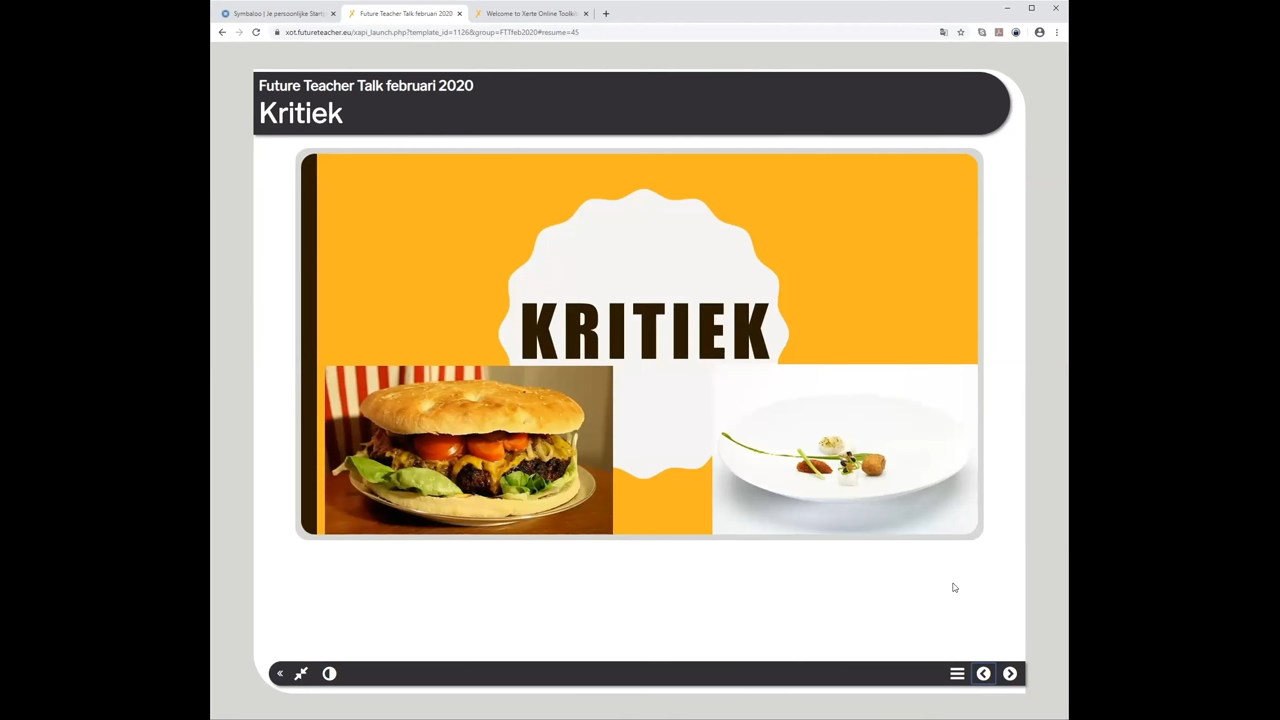 Symbaloo | Je persoonlijke Start
Future Teacher Talk februari 2020
Welcome to Xerte Online Toolki
xot.futureteacher.eu/xapi_launch.php?template_id=1126&group=FTTfeb2020#resume=45
Future Teacher Talk februari 2020
Kritiek
KRITIEK